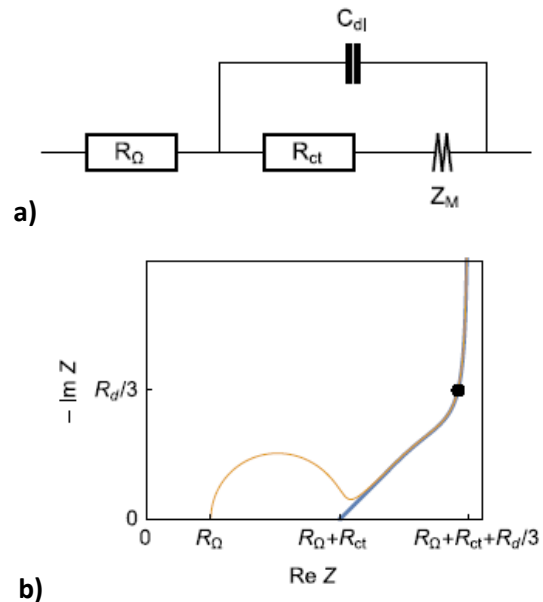 C_dl
R_Ω
R_ct
Z_M
a)
− Im Z
R_d/3
0
0
R_Ω
R_Ω+R_ct
R_Ω+R_ct+R_d/3
Re Z
b)